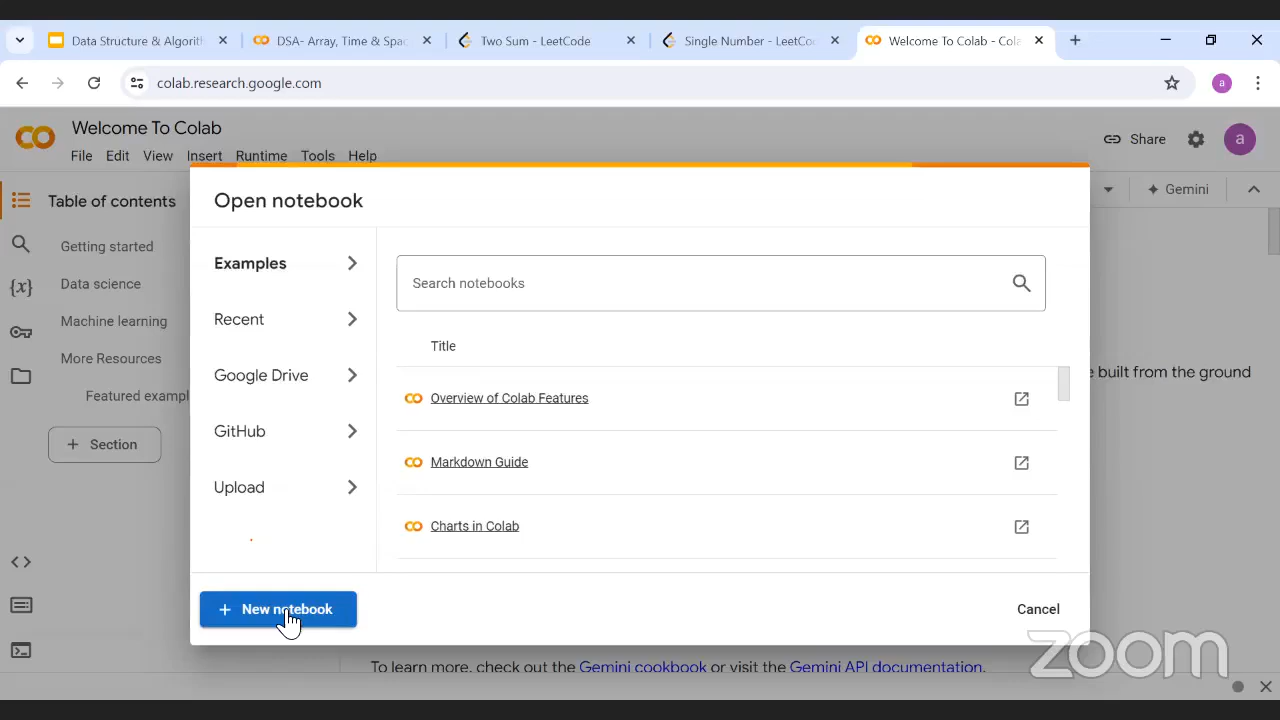 Data Structure & Algorith
DSA- Array, Time & Spac
Two Sum - LeetCode
Single Number - LeetCo
Welcome To Colab - Cola
colab.research.google.com
a
Welcome To Colab
File Edit View Insert Runtime Tools Help
Share
a
Table of contents
Gemini
Getting started
Data science
Machine learning
More Resources
Featured exampl
+ Section
Open notebook
Examples
Recent
Google Drive
GitHub
Upload
Search notebooks
Title
Overview of Colab Features
Markdown Guide
Charts in Colab
e built from the ground
+ New notebook
Cancel
To learn more, check out the Gemini cookbook or visit the Gemini API documentation.
zoom